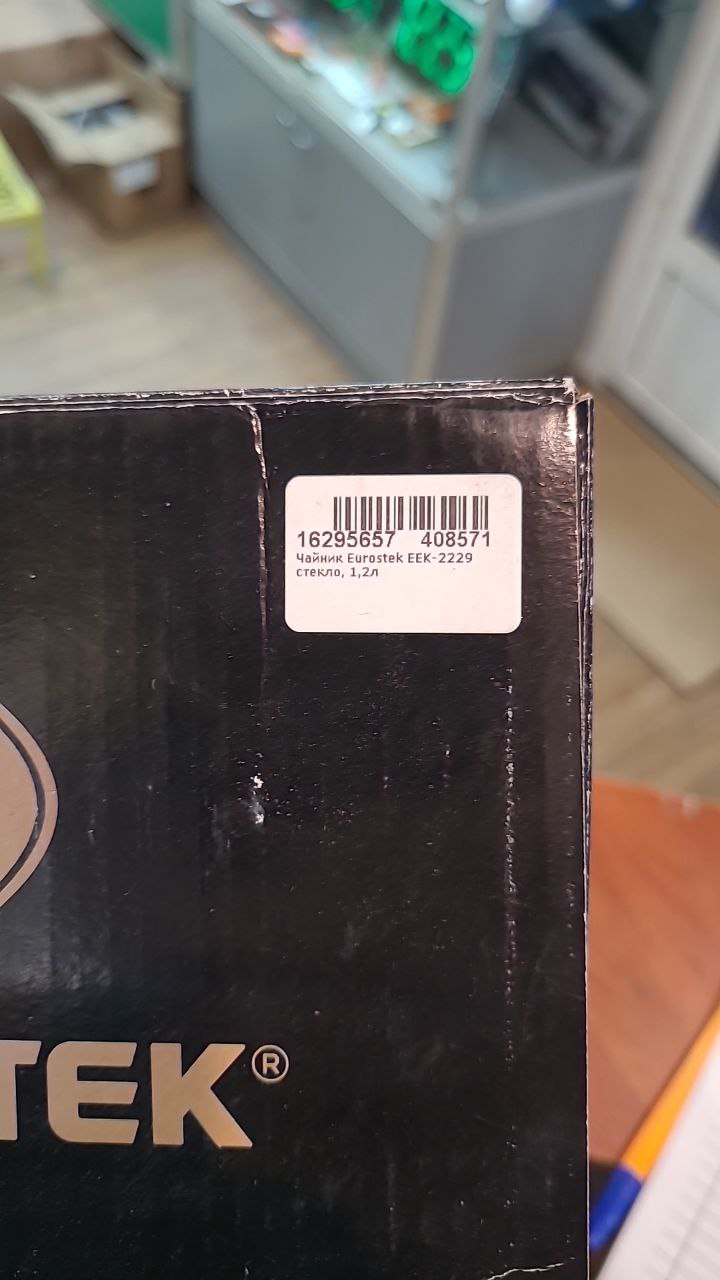 16295657 408571
Чайник Eurostek EEK-2229
стекло, 1,2л
TEK®